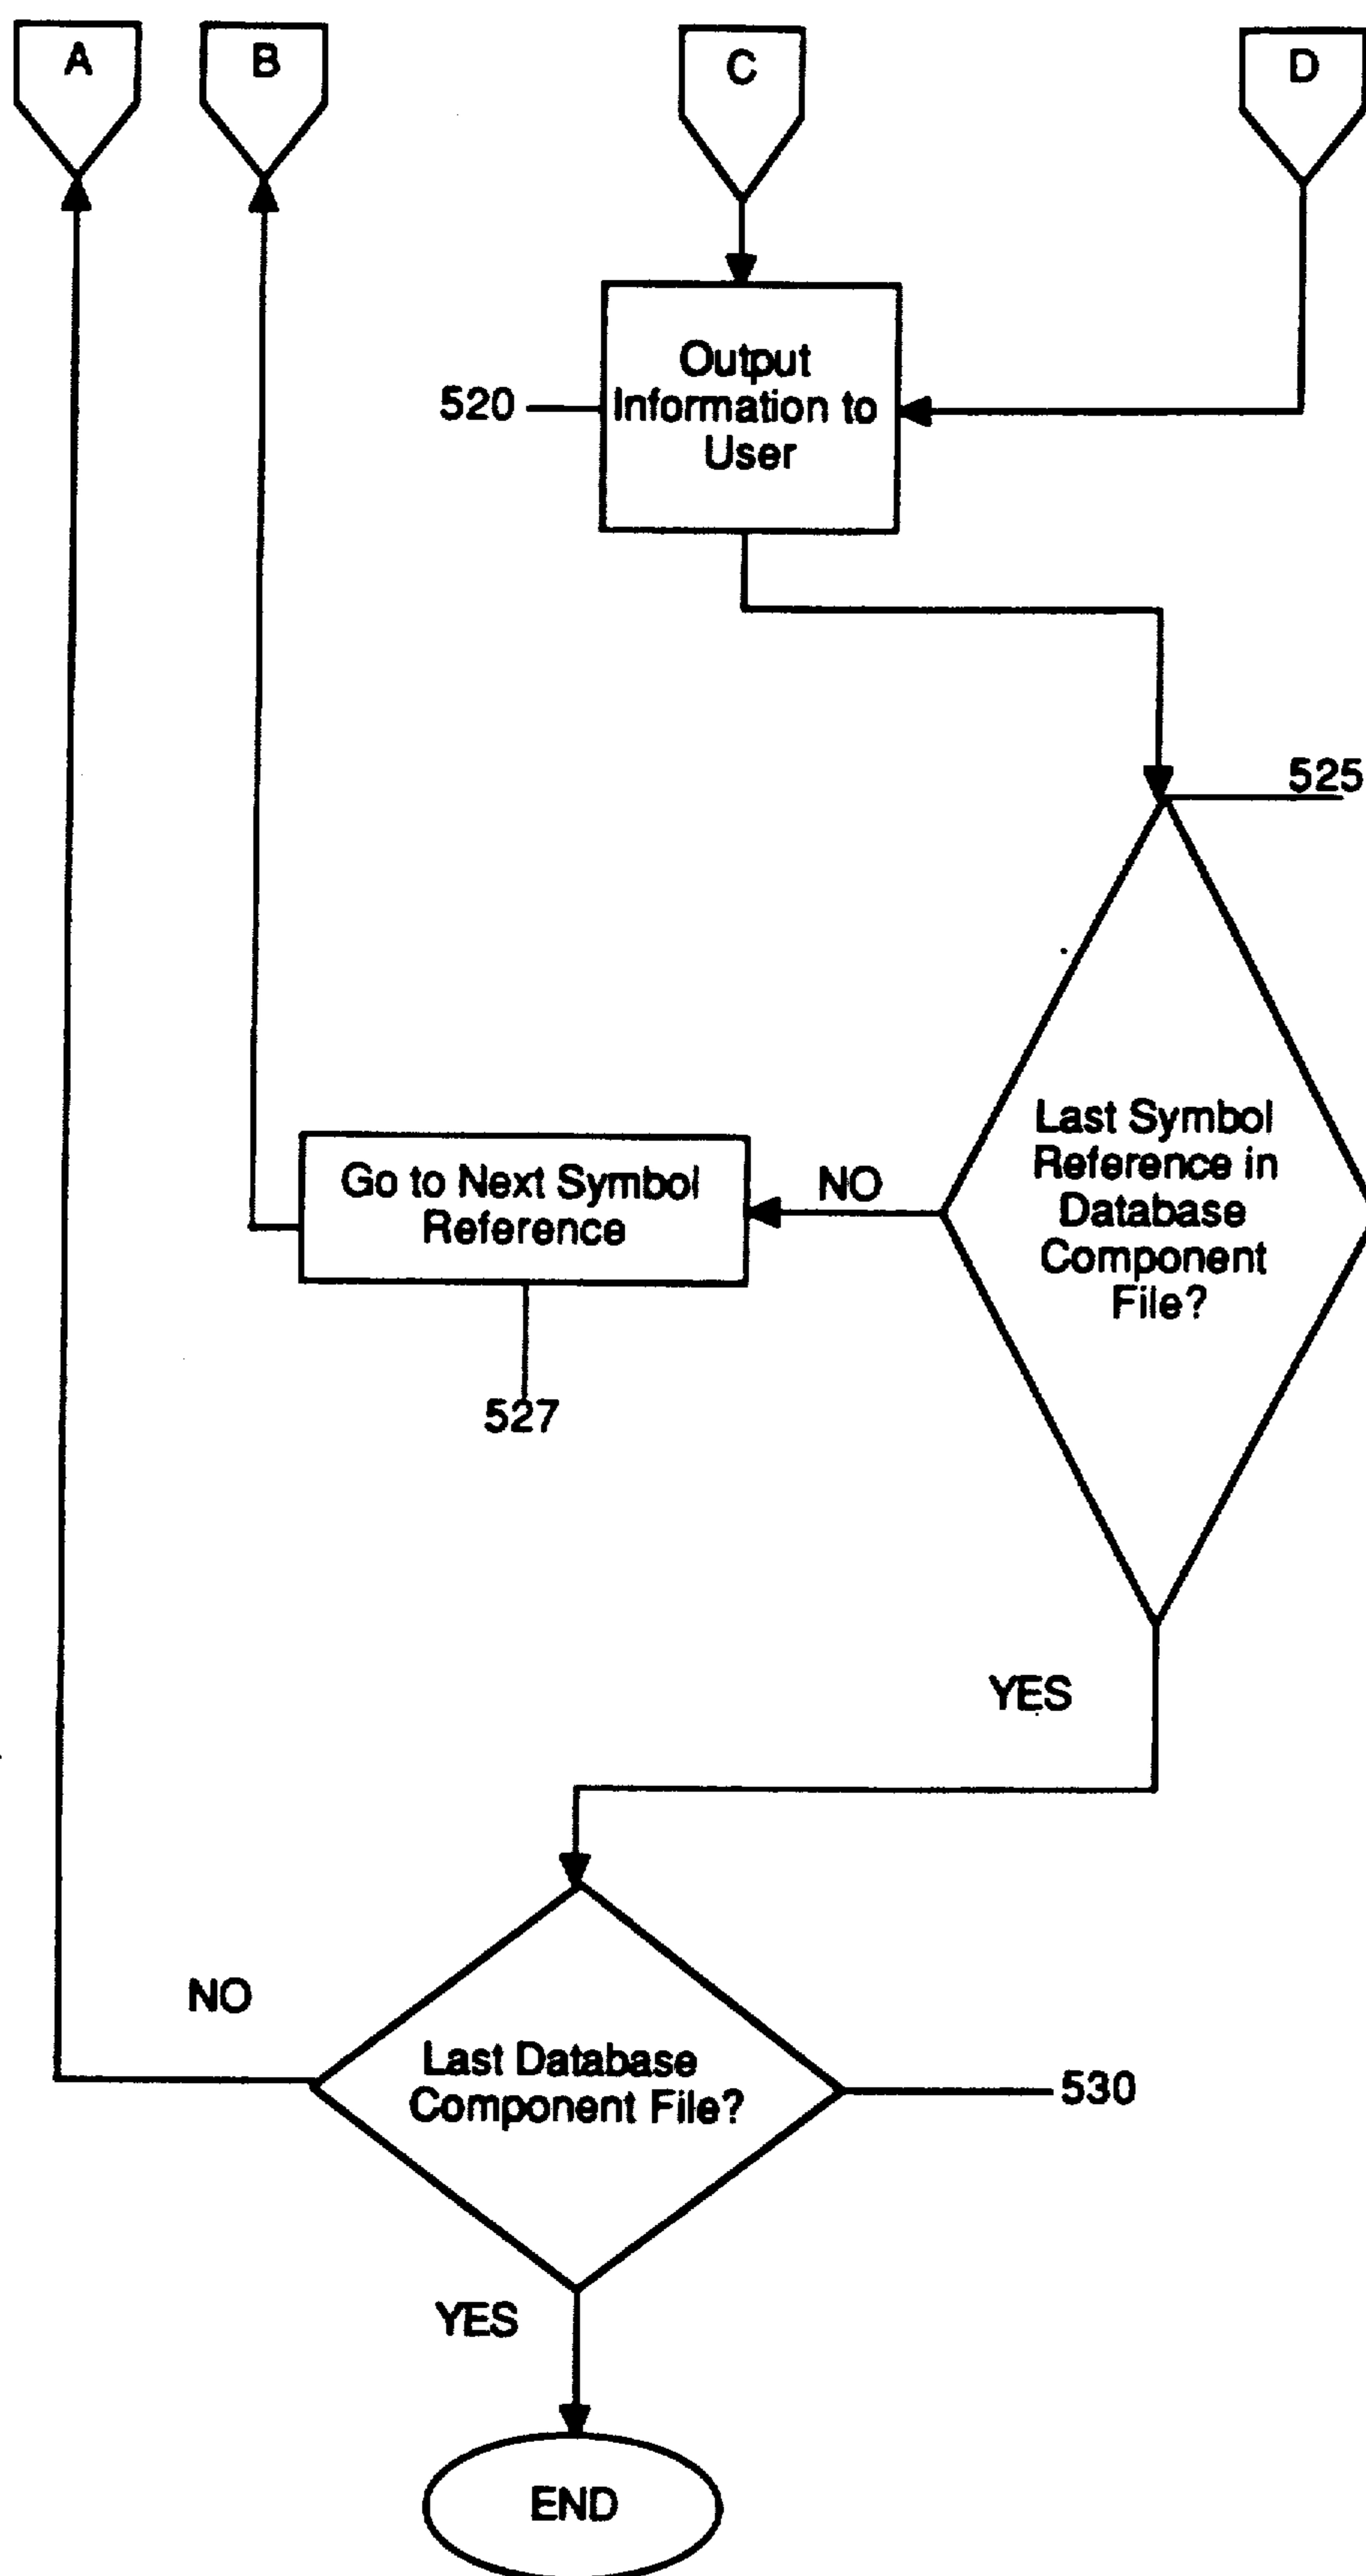 A
B
C
D
Output
Information to
User
520
525
Last Symbol
Reference in
Database
Component
File?
NO
Go to Next Symbol
Reference
527
YES
NO
Last Database
Component File?
530
YES
END